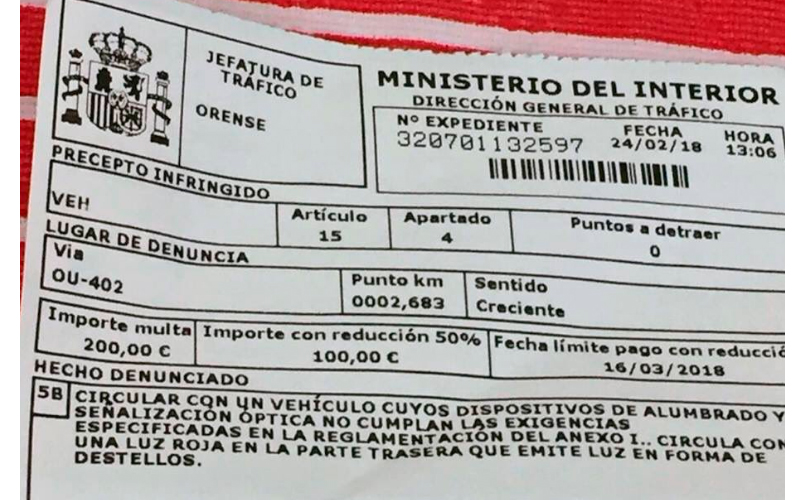 JEFATURA DE
TRÁFICO
ORENSE
MINISTERIO DEL INTERIOR
DIRECCIÓN GENERAL DE TRÁFICO
Nº EXPEDIENTE FECHA HORA
320701132597 24/02/18 13:06
PRECEPTO INFRINGIDO
VEH Artículo Apartado Puntos a detraer
15 4 0
LUGAR DE DENUNCIA
Via Punto km Sentido
OU-402 0002,683 Creciente
Importe multa Importe con reducción 50% Fecha límite pago con reducció
200,00 € 100,00 € 16/03/2018
HECHO DENUNCIADO
5B CIRCULAR CON UN VEHÍCULO CUYOS DISPOSITIVOS DE ALUMBRADO Y
SEÑALIZACIÓN ÓPTICA NO CUMPLAN LAS EXIGENCIAS
ESPECIFICADAS EN LA REGLAMENTACIÓN DEL ANEXO I.. CIRCULA CON
UNA LUZ ROJA EN LA PARTE TRASERA QUE EMITE LUZ EN FORMA DE
DESTELLOS.